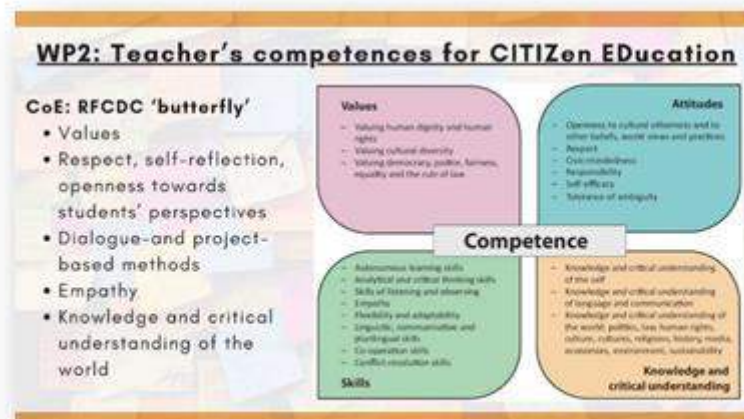 WP2: Teacher's competences for CITIZen EDucation
CoE: RFCDC 'butterfly'
• Values
• Respect, self-reflection,
openness towards
students' perspectives
• Dialogue-and project-
based methods
• Empathy
• Knowledge and critical
understanding of the
world
Values
– Valuing human dignity and human
rights
– Valuing cultural diversity
– Valuing democracy, justice, fairness,
equality and the rule of law
Attitudes
– Openness to cultural otherness and to
other beliefs, world views and practices
– Respect
– Civic-mindedness
– Responsibility
– Self-efficacy
– Tolerance of ambiguity
Competence
– Autonomous learning skills
– Analytical and critical thinking skills
– Skills of listening and observing
– Empathy
– Flexibility and adaptability
– Linguistic, communicative and
plurilingual skills
– Co-operation skills
– Conflict-resolution skills
Skills
– Knowledge and critical understanding
of the self
– Knowledge and critical understanding
of language and communication
– Knowledge and critical understanding of
the world: politics, law, human rights,
culture, cultures, religions, history, media,
economies, environment, sustainability
Knowledge and
critical understanding